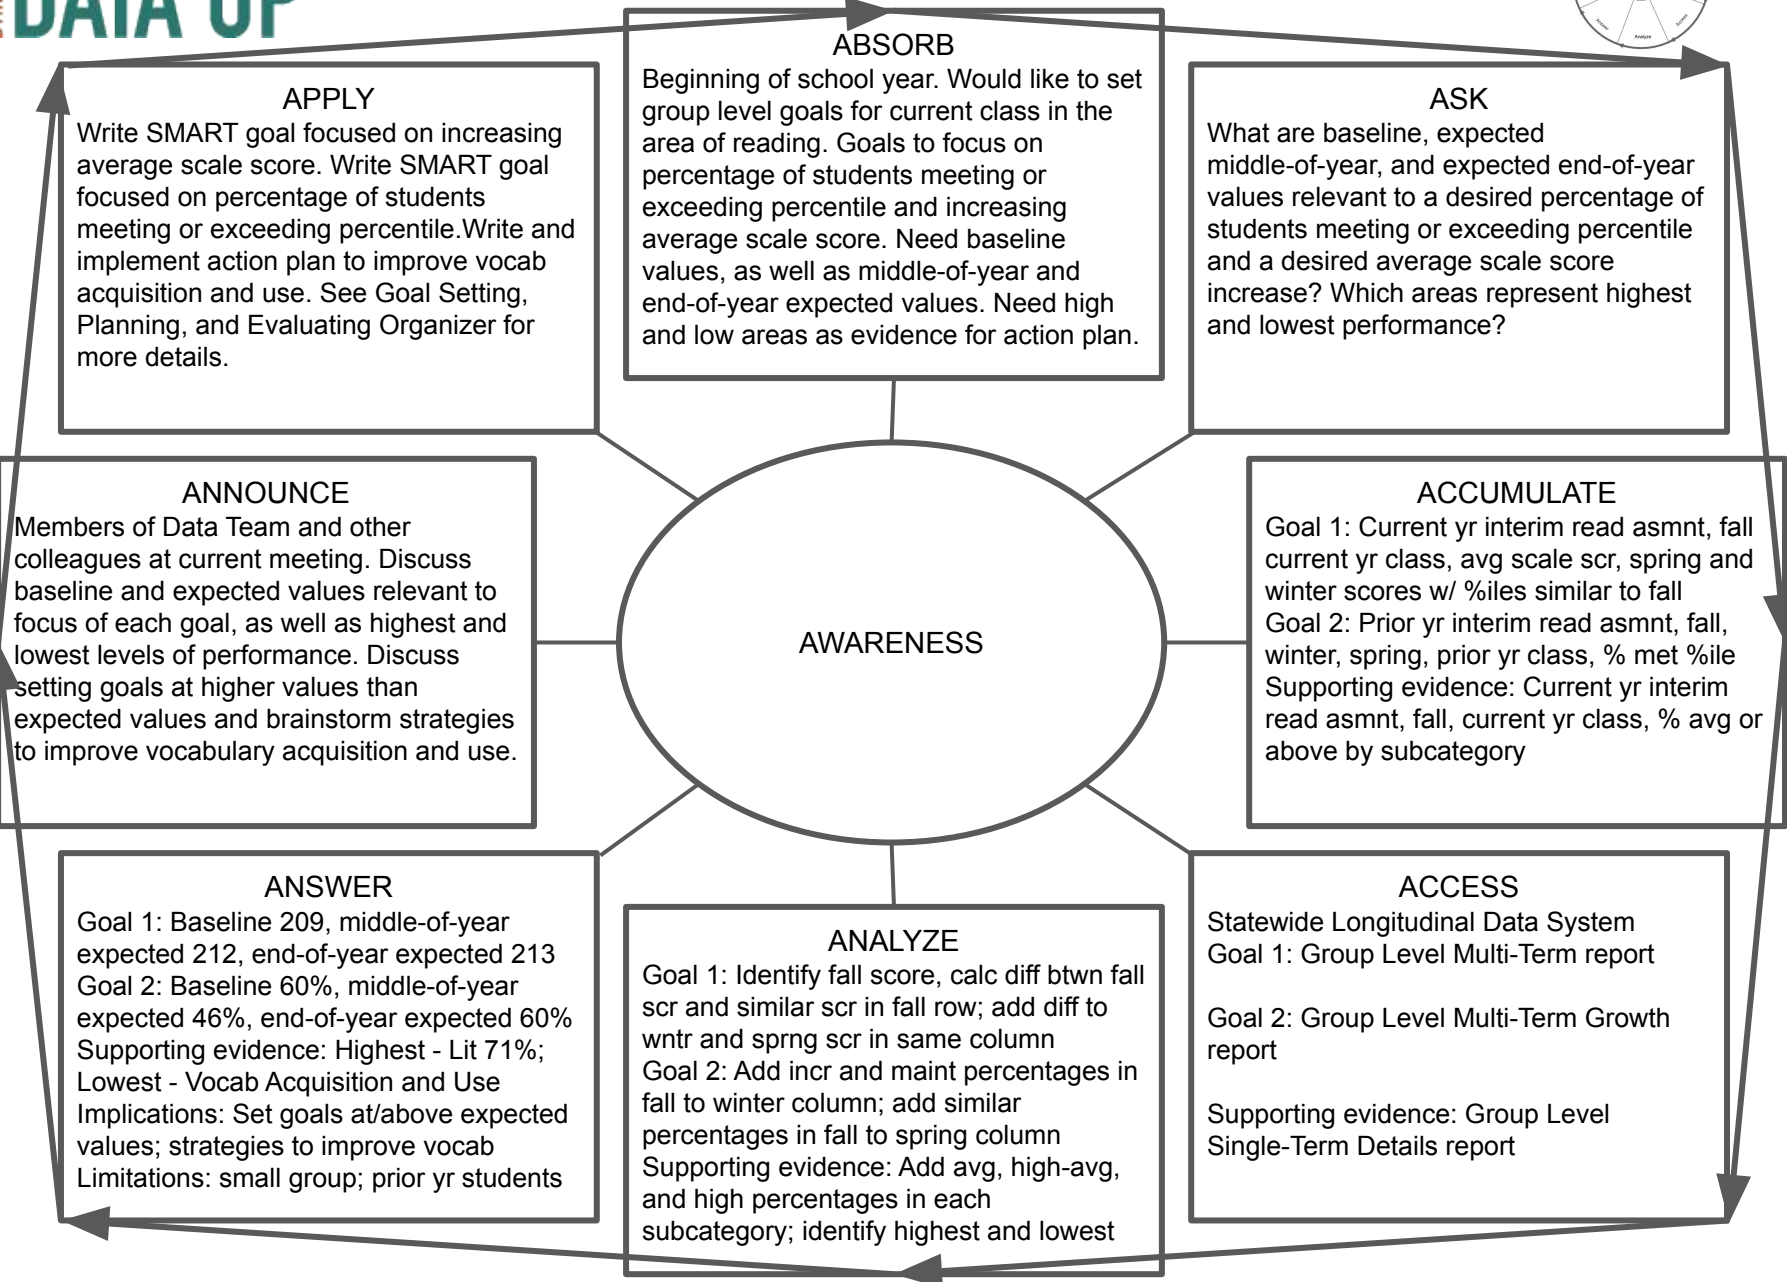 DATA UP
ABSORB
Beginning of school year. Would like to set
group level goals for current class in the
area of reading. Goals to focus on
percentage of students meeting or
exceeding percentile and increasing
average scale score. Need baseline
values, as well as middle-of-year and
end-of-year expected values. Need high
and low areas as evidence for action plan.
ASK
What are baseline, expected
middle-of-year, and expected end-of-year
values relevant to a desired percentage of
students meeting or exceeding percentile
and a desired average scale score
increase? Which areas represent highest
and lowest performance?
ACCUMULATE
Goal 1: Current yr interim read asmnt, fall
current yr class, avg scale scr, spring and
winter scores w/ %iles similar to fall
Goal 2: Prior yr interim read asmnt, fall,
winter, spring, prior yr class, % met %ile
Supporting evidence: Current yr interim
read asmnt, fall, current yr class, % avg or
above by subcategory
ACCESS
Statewide Longitudinal Data System
Goal 1: Group Level Multi-Term report
Goal 2: Group Level Multi-Term Growth
report
Supporting evidence: Group Level
Single-Term Details report
ANALYZE
Goal 1: Identify fall score, calc diff btwn fall
scr and similar scr in fall row; add diff to
wntr and sprng scr in same column
Goal 2: Add incr and maint percentages in
fall to winter column; add similar
percentages in fall to spring column
Supporting evidence: Add avg, high-avg,
and high percentages in each
subcategory; identify highest and lowest
ANSWER
Goal 1: Baseline 209, middle-of-year
expected 212, end-of-year expected 213
Goal 2: Baseline 60%, middle-of-year
expected 46%, end-of-year expected 60%
Supporting evidence: Highest - Lit 71%;
Lowest - Vocab Acquisition and Use
Implications: Set goals at/above expected
values; strategies to improve vocab
Limitations: small group; prior yr students
ANNOUNCE
Members of Data Team and other
colleagues at current meeting. Discuss
baseline and expected values relevant to
focus of each goal, as well as highest and
lowest levels of performance. Discuss
setting goals at higher values than
expected values and brainstorm strategies
to improve vocabulary acquisition and use.
APPLY
Write SMART goal focused on increasing
average scale score. Write SMART goal
focused on percentage of students
meeting or exceeding percentile.Write and
implement action plan to improve vocab
acquisition and use. See Goal Setting,
Planning, and Evaluating Organizer for
more details.
AWARENESS
Answer
Analyze
Access